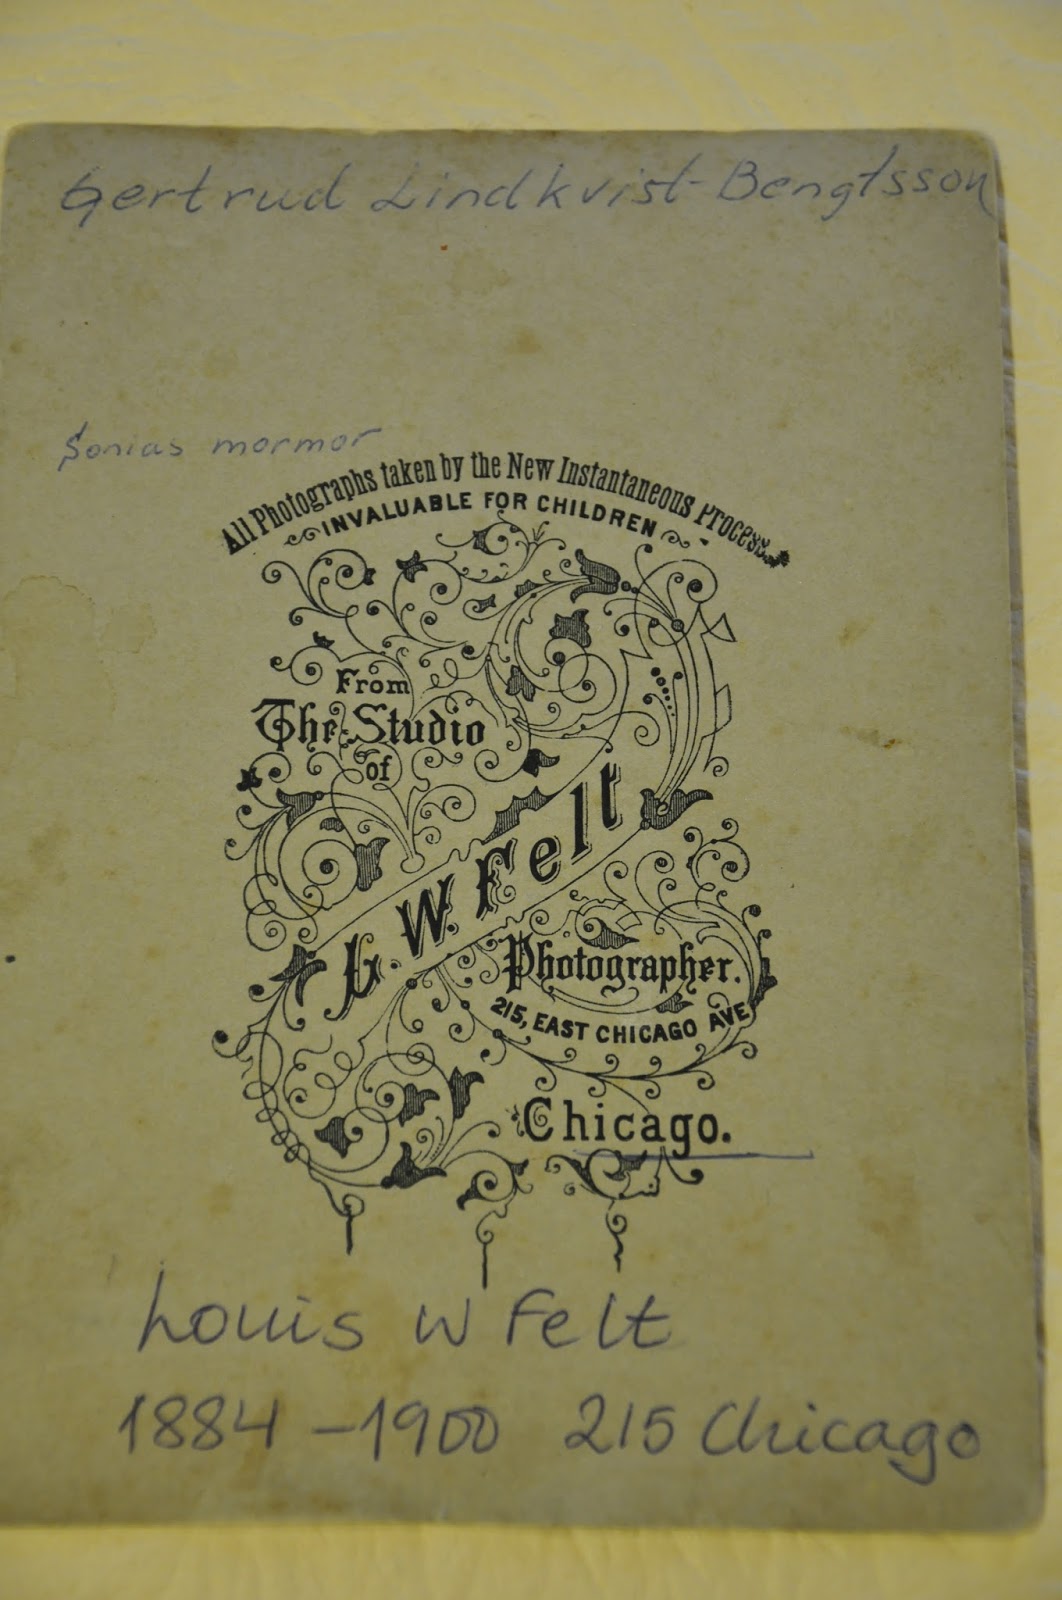 Gertrud Lindkvist-Bengtsson
Sonias mormor
All Photographs taken by the New Instantaneous Process.
INVALUABLE FOR CHILDREN
From
The Studio
of
L. W. Felt
Photographer.
215, EAST CHICAGO AVE
Chicago.
Louis W Felt
1884-1900 215 Chicago